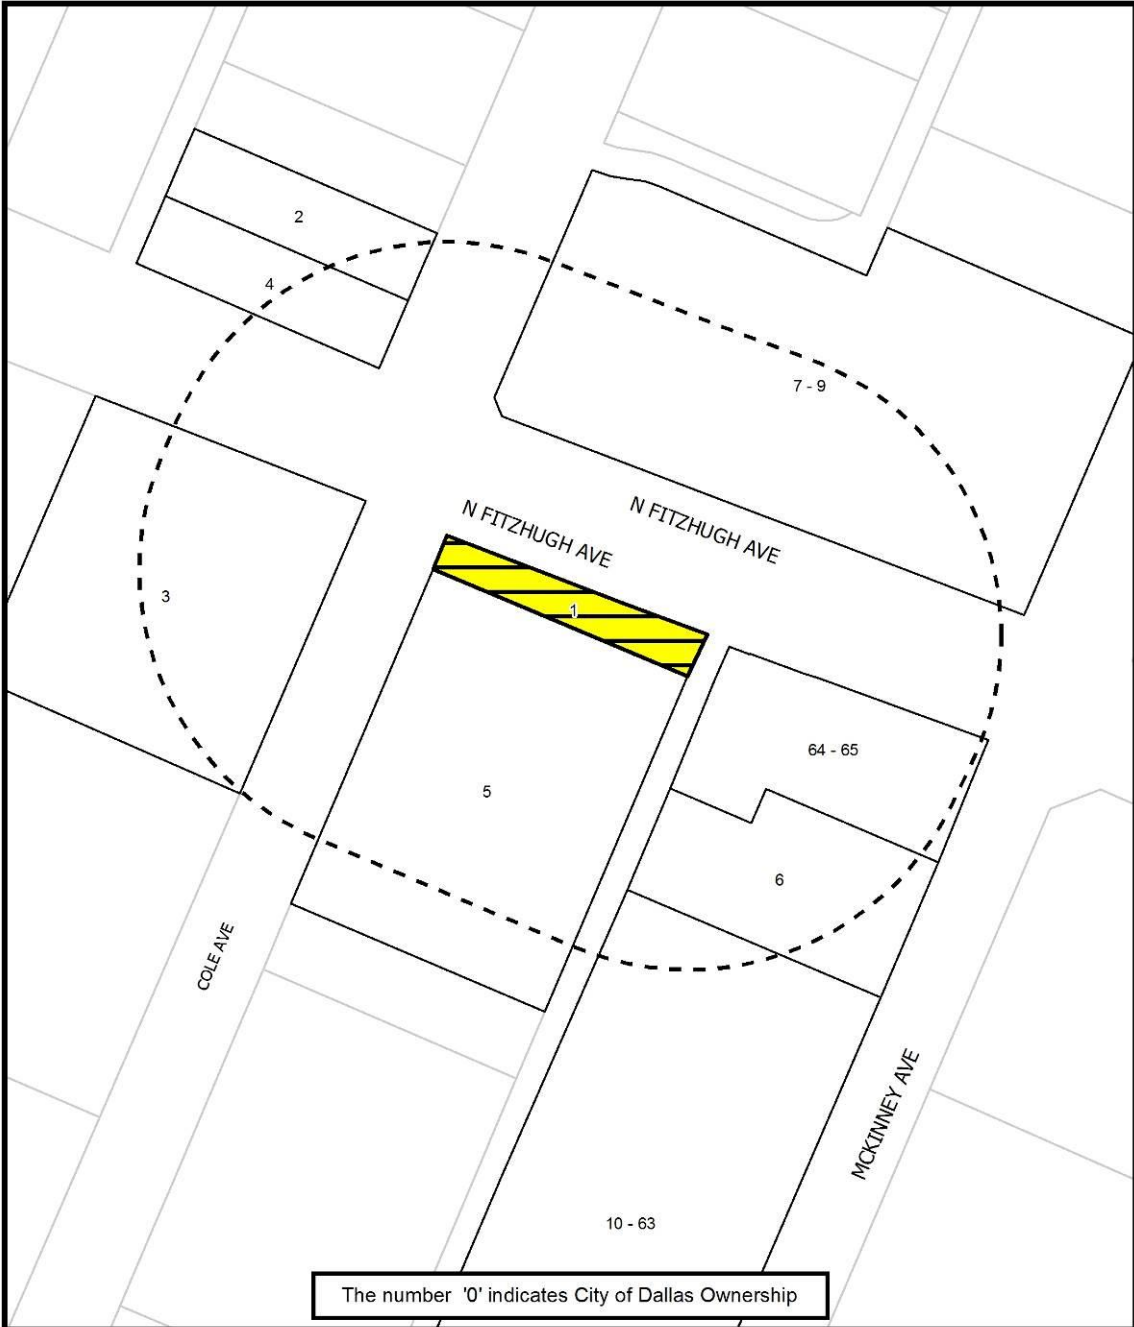 2
4
7 - 9
N FITZHUGH AVE
N FITZHUGH AVE
3
1
64 - 65
5
6
COLE AVE
MCKINNEY AVE
10 - 63
The number '0' indicates City of Dallas Ownership